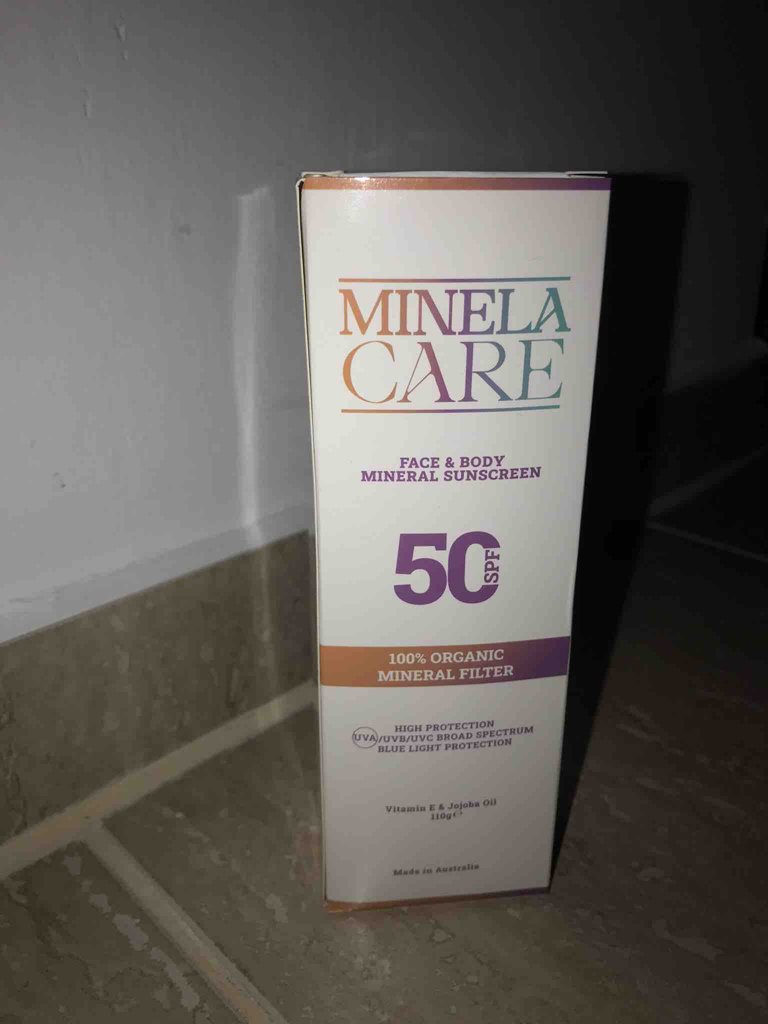 MINELA
CARE
FACE & BODY
MINERAL SUNSCREEN
50 SPF
100% ORGANIC
MINERAL FILTER
HIGH PROTECTION
UVA/UVB/UVC BROAD SPECTRUM
BLUE LIGHT PROTECTION
Vitamin E & Jojoba Oil
110g℮
Made in Australia